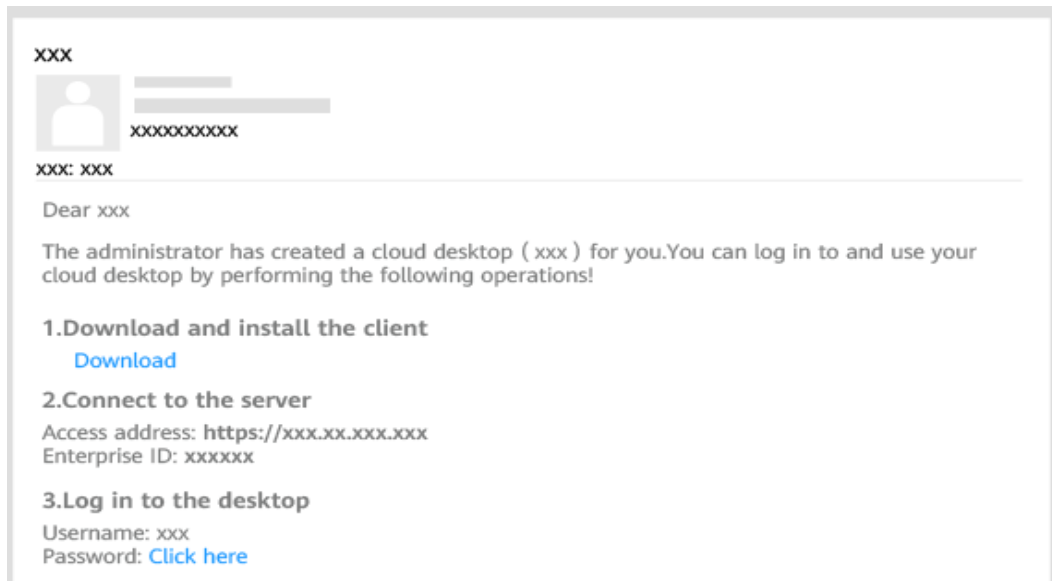 xxx
xxxxxxxxxx
xxx: xxx
Dear xxx
The administrator has created a cloud desktop ( xxx ) for you.You can log in to and use your
cloud desktop by performing the following operations!
1.Download and install the client
Download
2.Connect to the server
Access address: https://xxx.xx.xxx.xxx
Enterprise ID: xxxxxx
3.Log in to the desktop
Username: xxx
Password: Click here